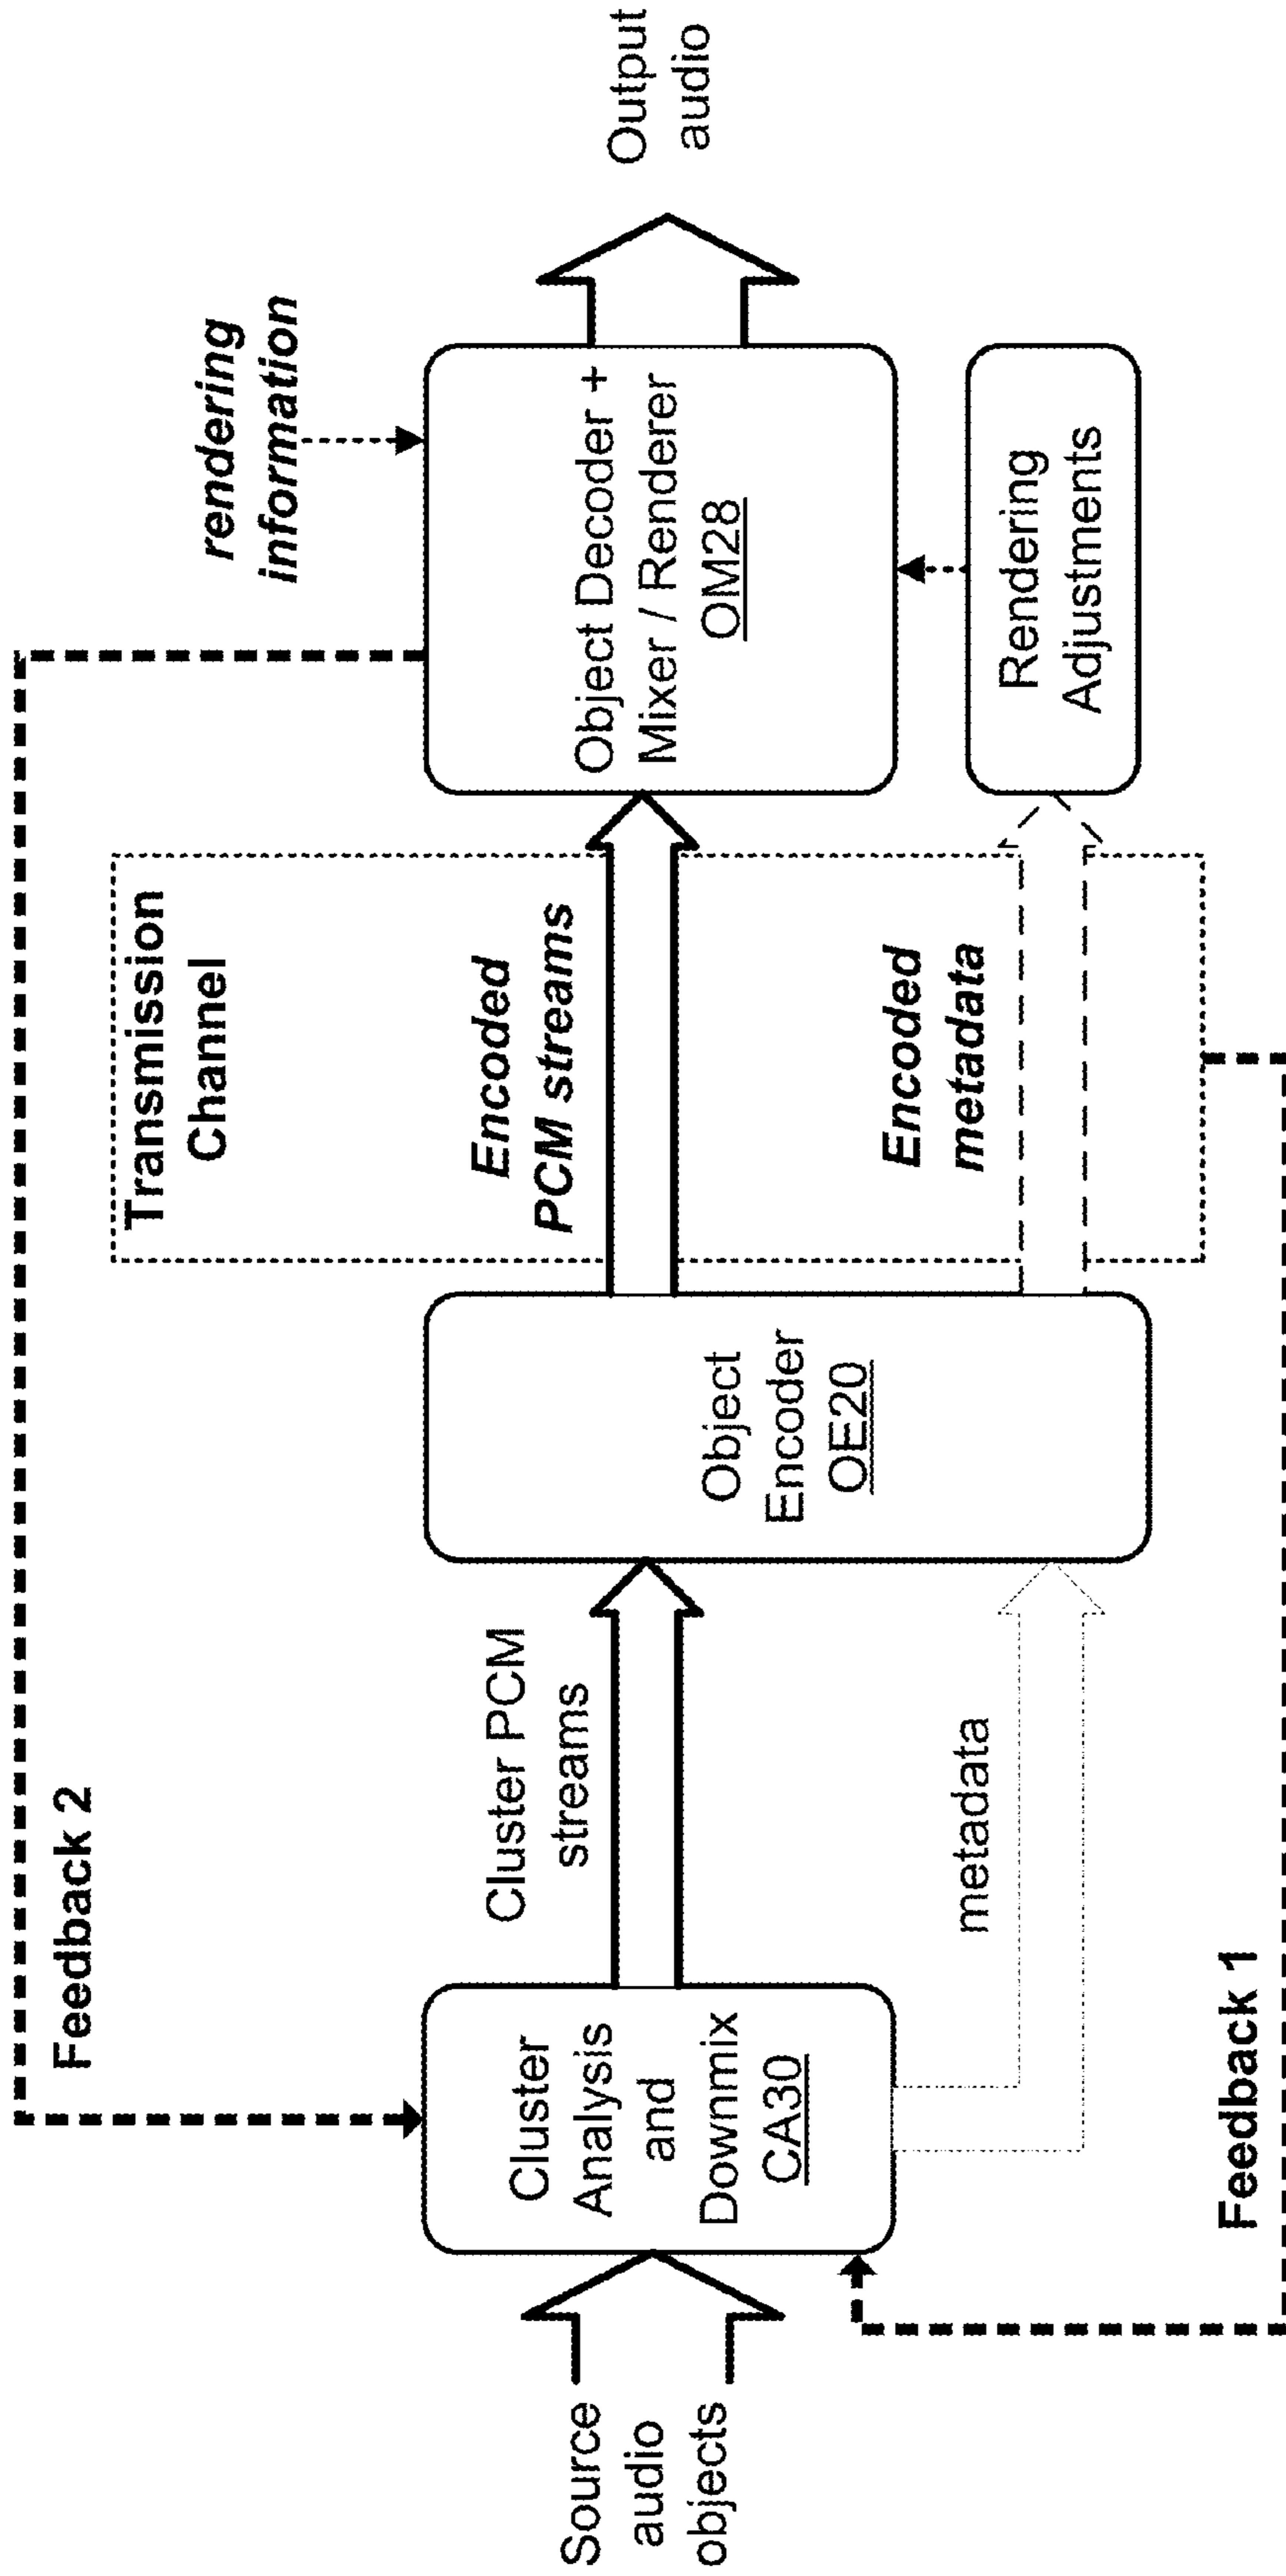 Feedback 2
rendering
information
Transmission
Channel
Source
audio
objects
Cluster
Analysis
and
Downmix
CA30
Cluster PCM
streams
metadata
Object
Encoder
OE20
Encoded
PCM streams
Encoded
metadata
Object Decoder +
Mixer / Renderer
OM28
Rendering
Adjustments
Output
audio
Feedback 1